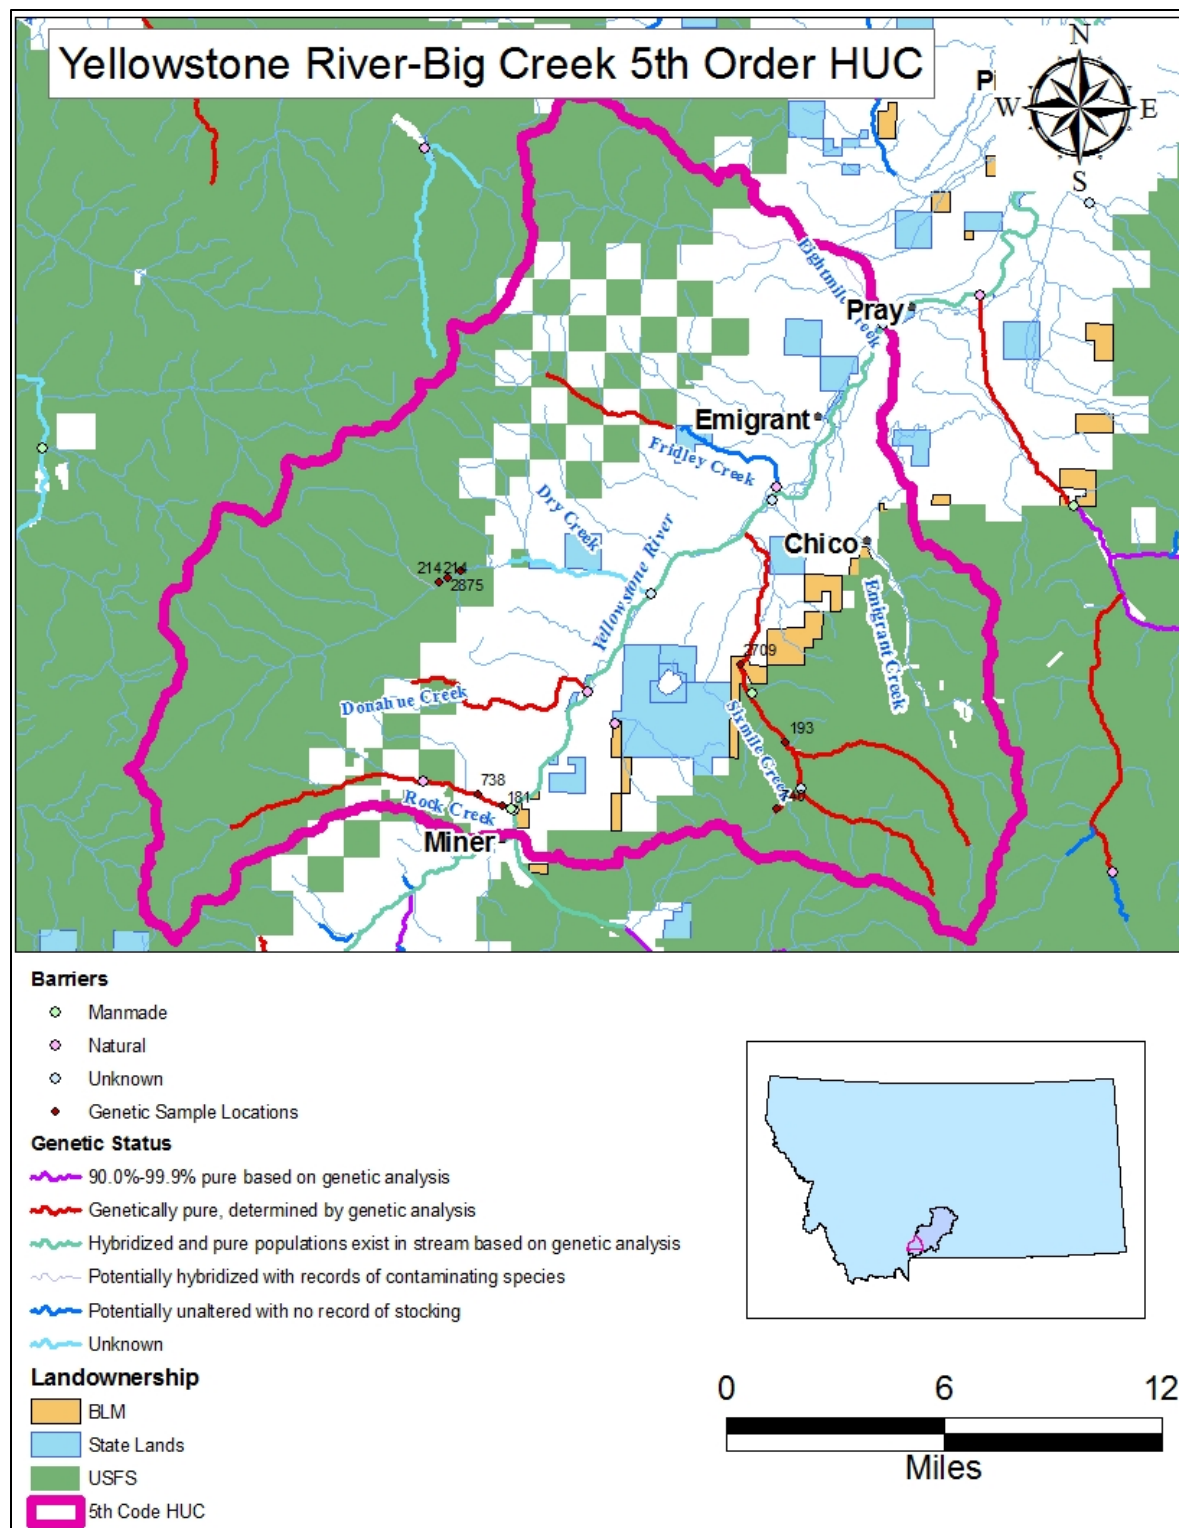 Yellowstone River-Big Creek 5th Order HUC
N
W E
S
Eightmile Creek
Pray
Emigrant
Fridley Creek
Dry Creek
Yellowstone River
Chico
214 214
2875
Emigrant Creek
2709
Donahue Creek
Sixmile Creek
193
738
181
Rock Creek
Miner
Barriers
Manmade
Natural
Unknown
Genetic Sample Locations
Genetic Status
90.0%-99.9% pure based on genetic analysis
Genetically pure, determined by genetic analysis
Hybridized and pure populations exist in stream based on genetic analysis
Potentially hybridized with records of contaminating species
Potentially unaltered with no record of stocking
Unknown
Landownership
BLM
State Lands
USFS
5th Code HUC
0 6 12
Miles